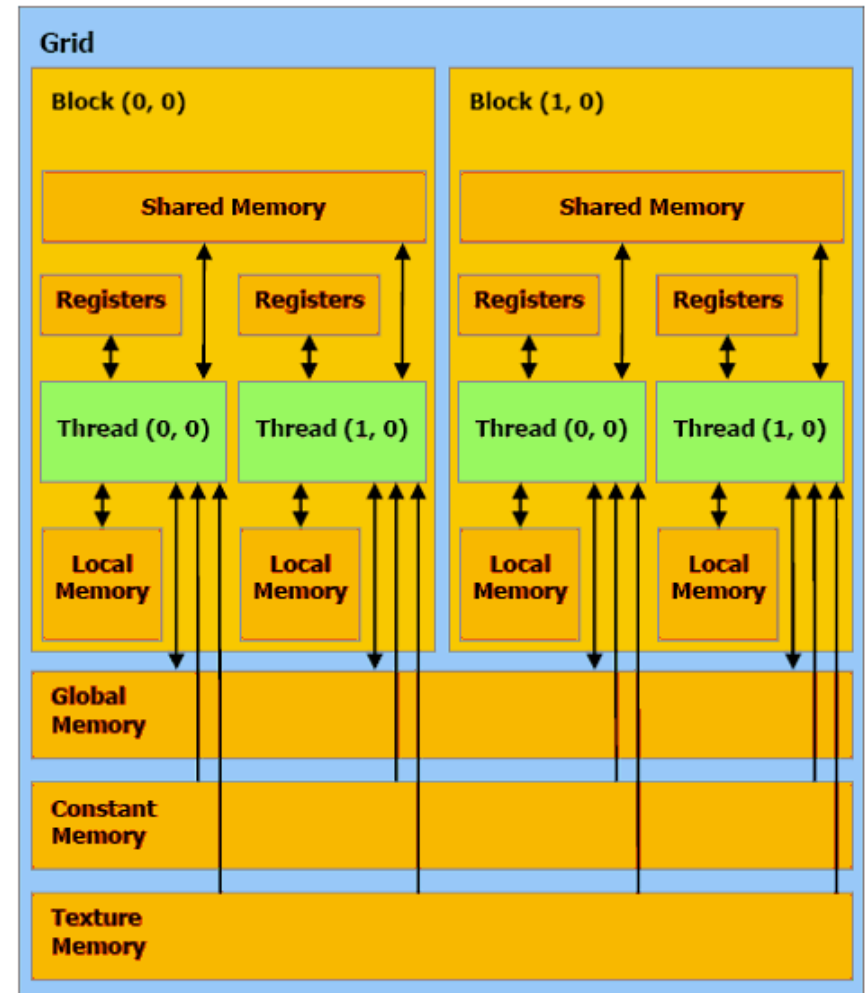 Grid
Block (0, 0)
Block (1, 0)
Shared Memory
Shared Memory
Registers
Registers
Registers
Registers
Thread (0, 0)
Thread (1, 0)
Thread (0, 0)
Thread (1, 0)
Local
Memory
Local
Memory
Local
Memory
Local
Memory
Global
Memory
Constant
Memory
Texture
Memory